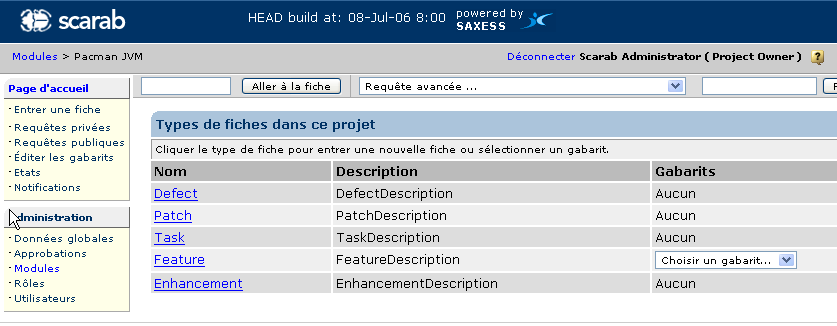 scarab
HEAD build at: 08-Jul-06 8:00 powered by SAXESS
Modules > Pacman JVM
Déconnecter Scarab Administrator ( Project Owner ) ?
Page d'accueil
Entrer une fiche
Requêtes privées
Requêtes publiques
Éditer les gabarits
Etats
Notifications
dministration
Données globales
Approbations
Modules
Rôles
Utilisateurs
Aller à la fiche
Requête avancée ...
Types de fiches dans ce projet
Cliquer le type de fiche pour entrer une nouvelle fiche ou sélectionner un gabarit.
Nom Description Gabarits
Defect DefectDescription Aucun
Patch PatchDescription Aucun
Task TaskDescription Aucun
Feature FeatureDescription Choisir un gabarit...
Enhancement EnhancementDescription Aucun